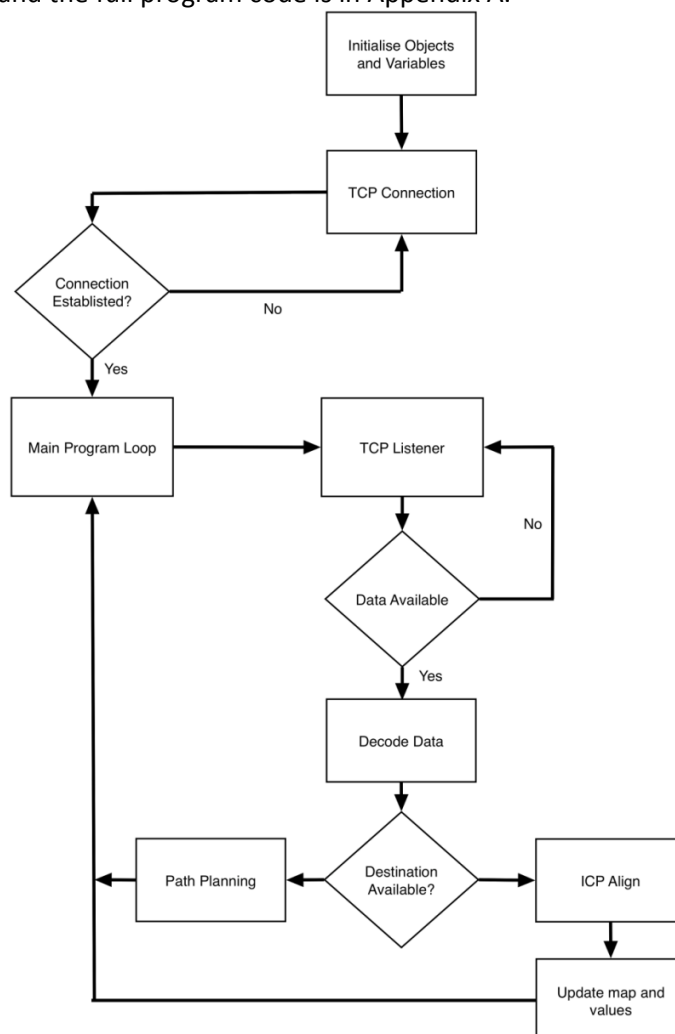 and the full program code is in Appendix A.
Initialise Objects
and Variables
TCP Connection
Connection
Establisted?
No
Yes
Main Program Loop
TCP Listener
No
Data Available
Yes
Decode Data
Destination
Available?
Path Planning
ICP Align
Update map and
values